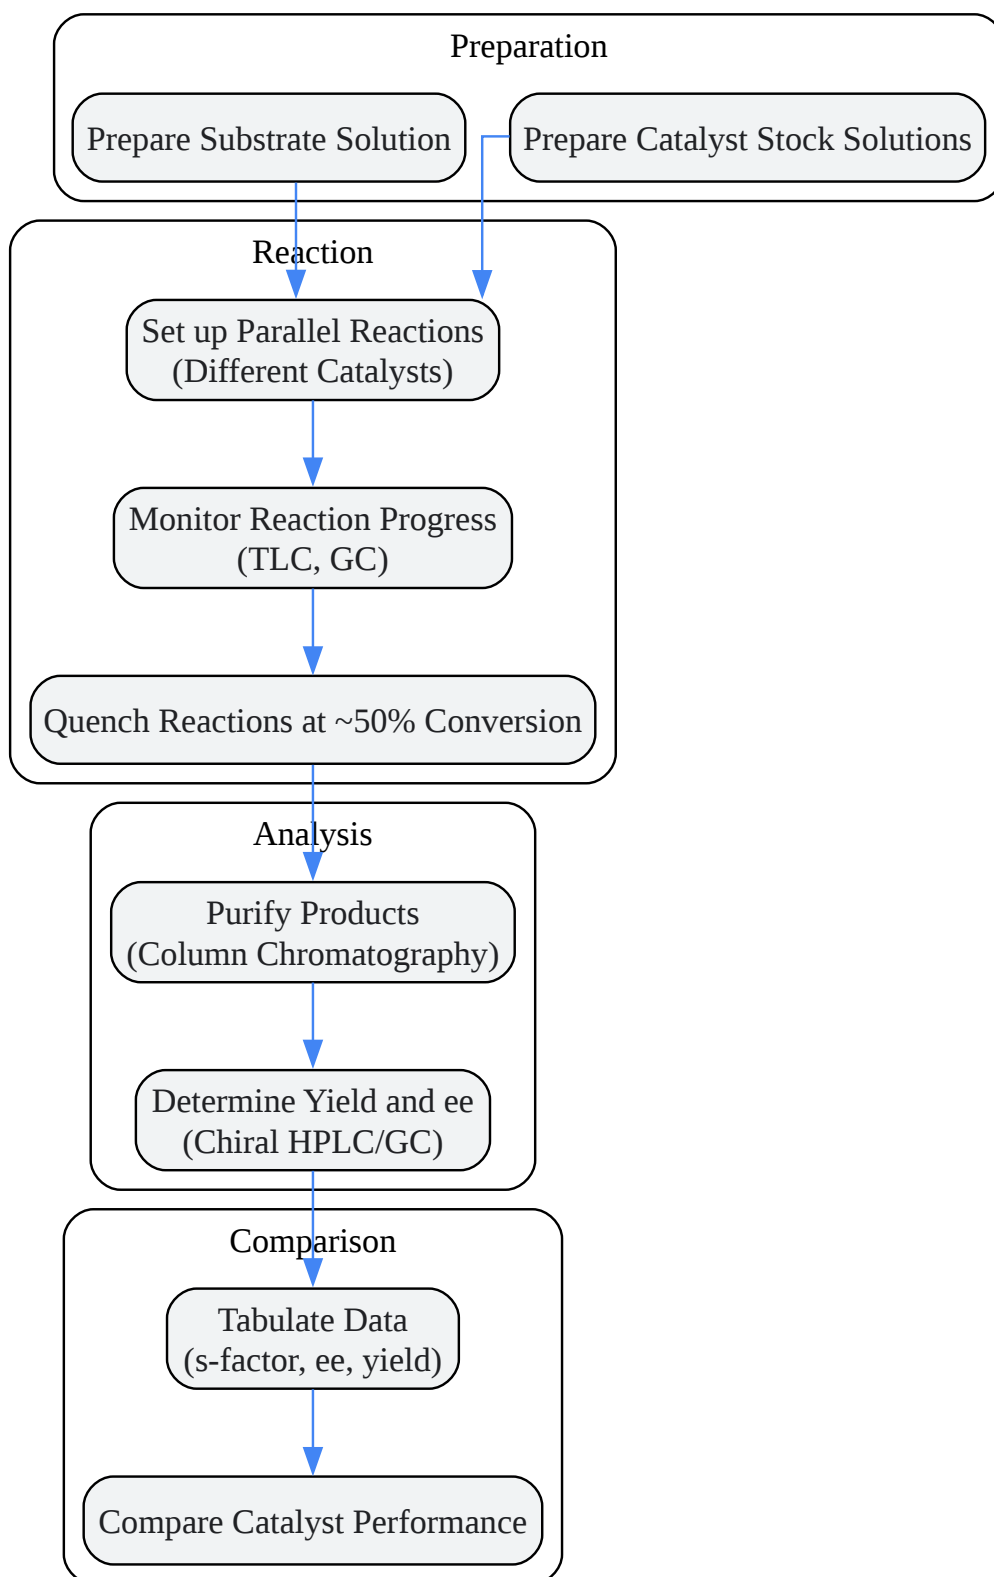 Preparation
Prepare Substrate Solution
Prepare Catalyst Stock Solutions
Reaction
Set up Parallel Reactions
(Different Catalysts)
Monitor Reaction Progress
(TLC, GC)
Quench Reactions at ~50% Conversion
Analysis
Purify Products
(Column Chromatography)
Determine Yield and ee
(Chiral HPLC/GC)
Comparison
Tabulate Data
(s-factor, ee, yield)
Compare Catalyst Performance